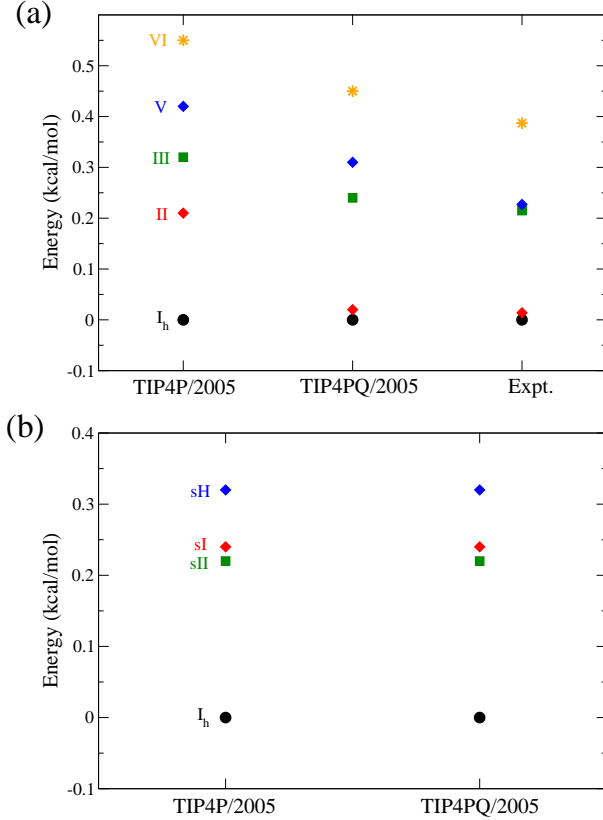 (a)
Energy (kcal/mol)
0.5
0.4
0.3
0.2
0.1
0
-0.1
VI
V
III
II
I_h
TIP4P/2005 TIP4PQ/2005 Expt.
(b)
Energy (kcal/mol)
0.4
0.3
0.2
0.1
0
-0.1
sH
sI
sII
I_h
TIP4P/2005 TIP4PQ/2005